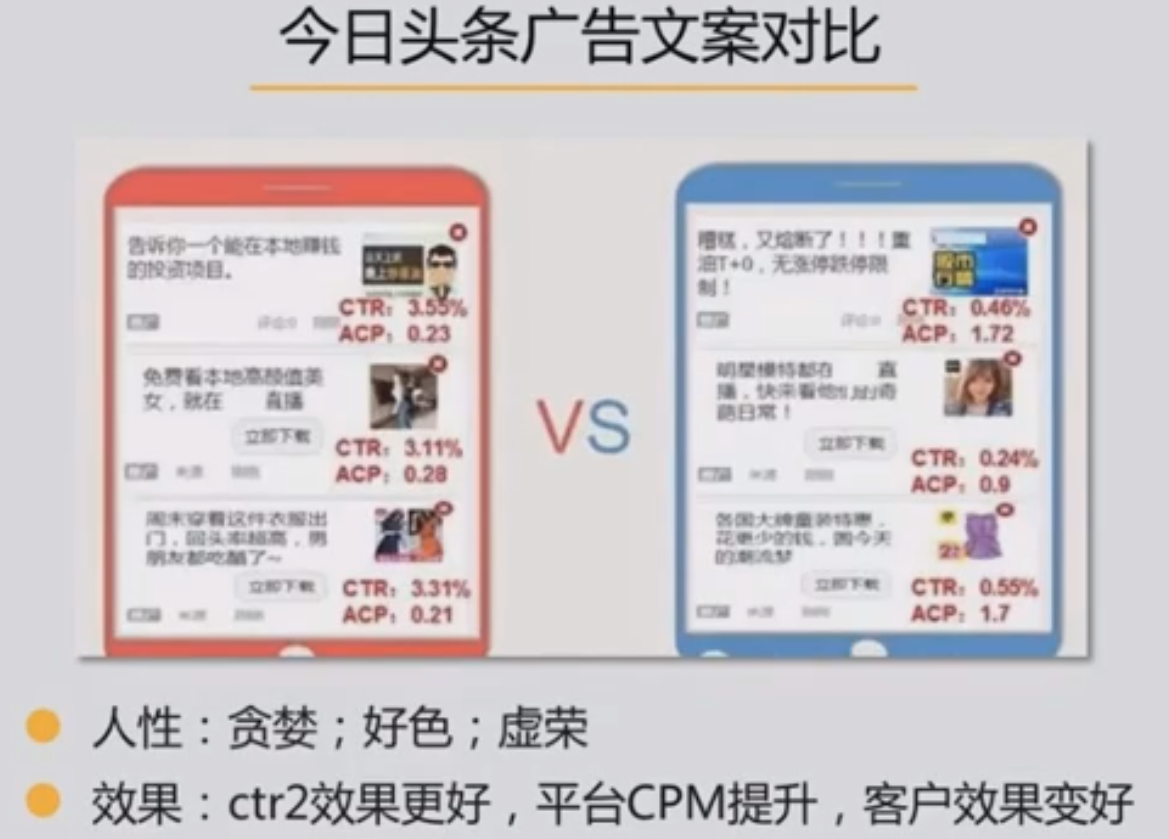 今日头条广告文案对比
告诉你一个能在本地赚钱
的投资项目。
CTR: 3.55%
ACP: 0.23
免费看本地高颜值美
女，就在 直播
立即下载
CTR: 3.11%
ACP: 0.28
周末穿着这件衣服出
门，回头率超高，男
朋友都吃醋了~
立即下载
CTR: 3.31%
ACP: 0.21
VS
糟糕，又熔断了！！！重
油T+0，无涨停跌停限
制！
股市
行情
CTR: 0.46%
ACP: 1.72
明星模特都在 直
播，快来看他们的奇
葩日常！
立即下载
CTR: 0.24%
ACP: 0.9
各国大牌童装特惠，
花更少的钱，圆今天
的潮流梦
立即下载
CTR: 0.55%
ACP: 1.7
人性：贪婪；好色；虚荣
效果：ctr2效果更好，平台CPM提升，客户效果变好